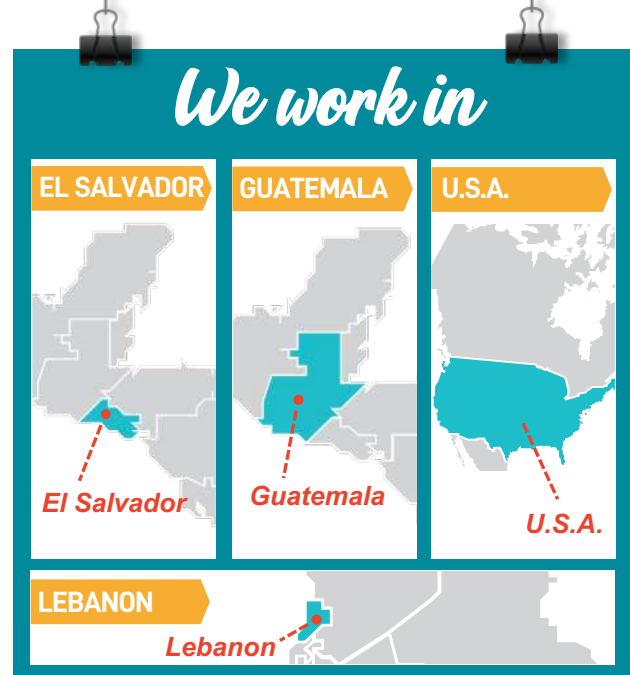 We work in
EL SALVADOR
GUATEMALA
U.S.A.
El Salvador
Guatemala
U.S.A.
LEBANON
Lebanon